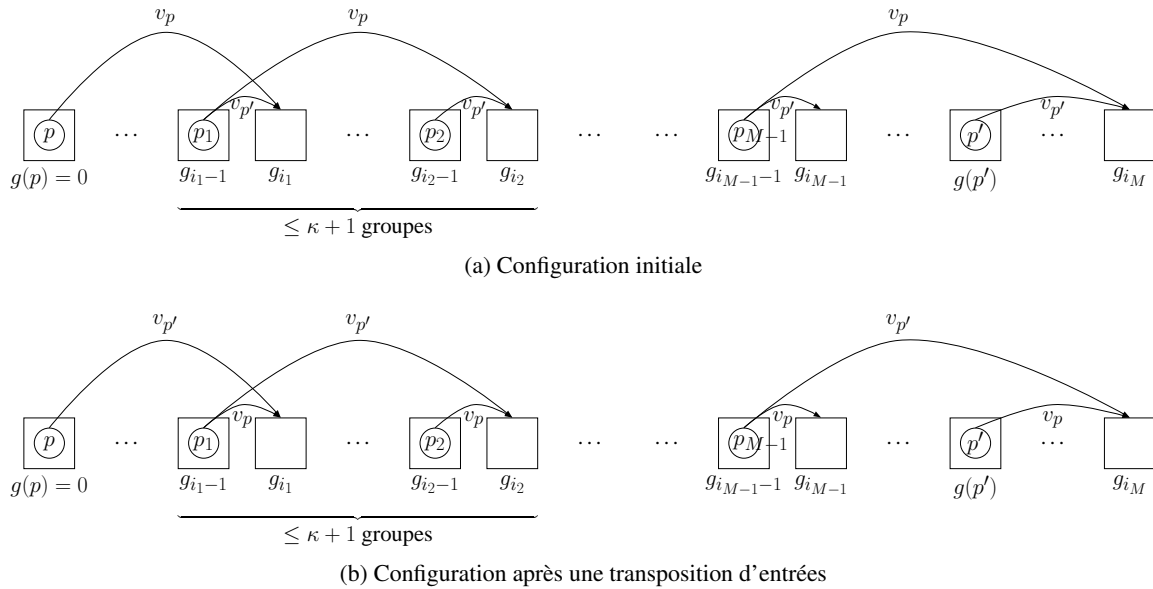 v_p v_p v_p
v_{p'} v_{p'} v_{p'} v_{p'}
p ⋯ p_1 ⋯ p_2 ⋯ ⋯ p_{M−1} ⋯ p' ⋯
g(p) = 0 g_{i_1−1} g_{i_1} g_{i_2−1} g_{i_2} g_{i_{M−1}−1} g_{i_{M−1}} g(p') g_{i_M}
≤ κ + 1 groupes
(a) Configuration initiale
v_{p'} v_{p'} v_{p'}
v_p v_p v_p v_p
p ⋯ p_1 ⋯ p_2 ⋯ ⋯ p_{M−1} ⋯ p' ⋯
g(p) = 0 g_{i_1−1} g_{i_1} g_{i_2−1} g_{i_2} g_{i_{M−1}−1} g_{i_{M−1}} g(p') g_{i_M}
≤ κ + 1 groupes
(b) Configuration après une transposition d'entrées